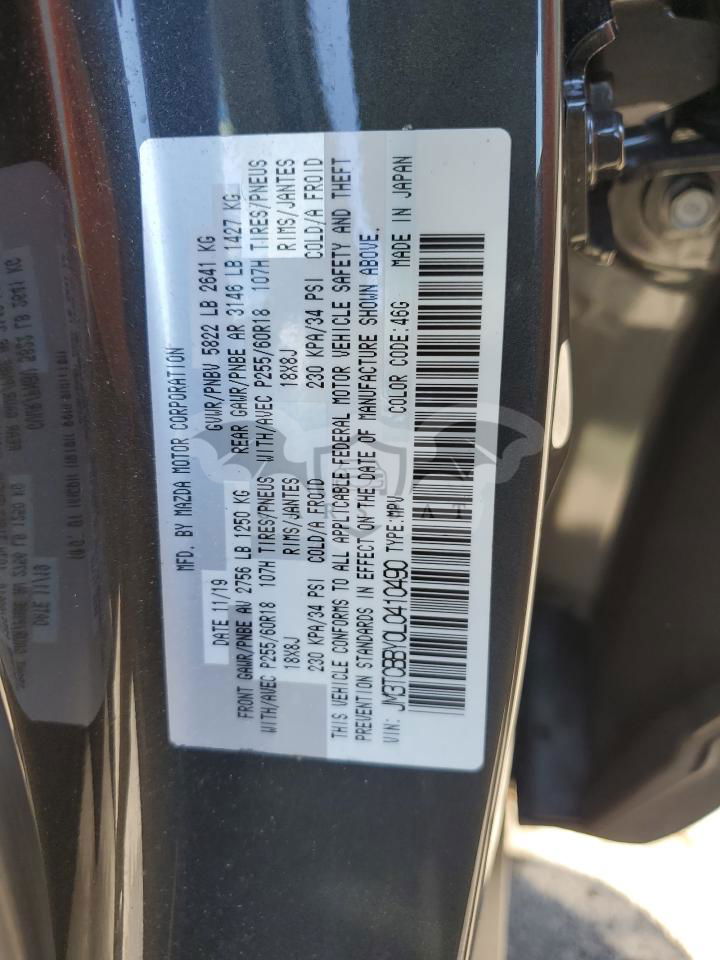 MFD. BY MAZDA MOTOR CORPORATION
DATE 11/19 GVWR/PNBV 5822 LB 2641 KG
FRONT GAWR/PNBE AV 2756 LB 1250 KG REAR GAWR/PNBE AR 3146 LB 1427 KG
WITH/AVEC P255/60R18 107H TIRES/PNEUS WITH/AVEC P255/60R18 107H TIRES/PNEUS
18X8J RIMS/JANTES 18X8J RIMS/JANTES
230 KPA/34 PSI COLD/A FROID 230 KPA/34 PSI COLD/A FROID
THIS VEHICLE CONFORMS TO ALL APPLICABLE FEDERAL MOTOR VEHICLE SAFETY AND THEFT
PREVENTION STANDARDS IN EFFECT ON THE DATE OF MANUFACTURE SHOWN ABOVE.
VIN: JM3TCBBY0L0410490 TYPE:MPV COLOR CODE:46G MADE IN JAPAN